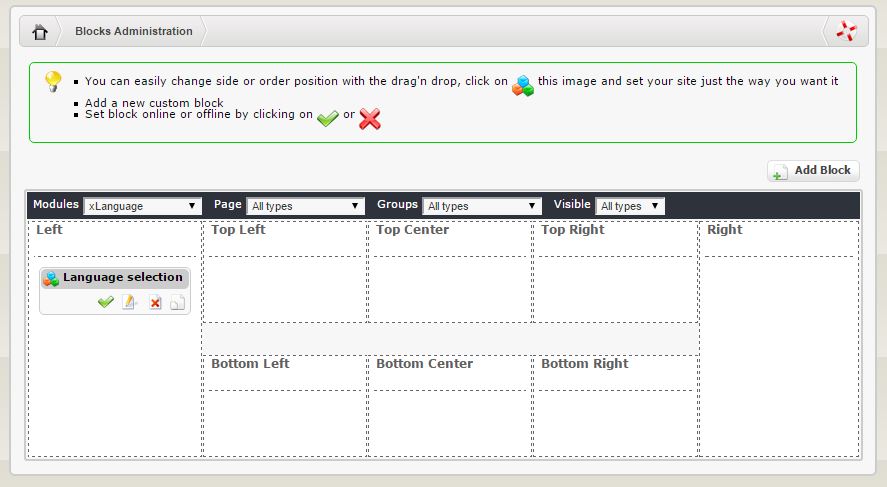 Blocks Administration
You can easily change side or order position with the drag'n drop, click on this image and set your site just the way you want it
Add a new custom block
Set block online or offline by clicking on or
Add Block
Modules xLanguage Page All types Groups All types Visible All types
Left Top Left Top Center Top Right Right
Language selection
Bottom Left Bottom Center Bottom Right